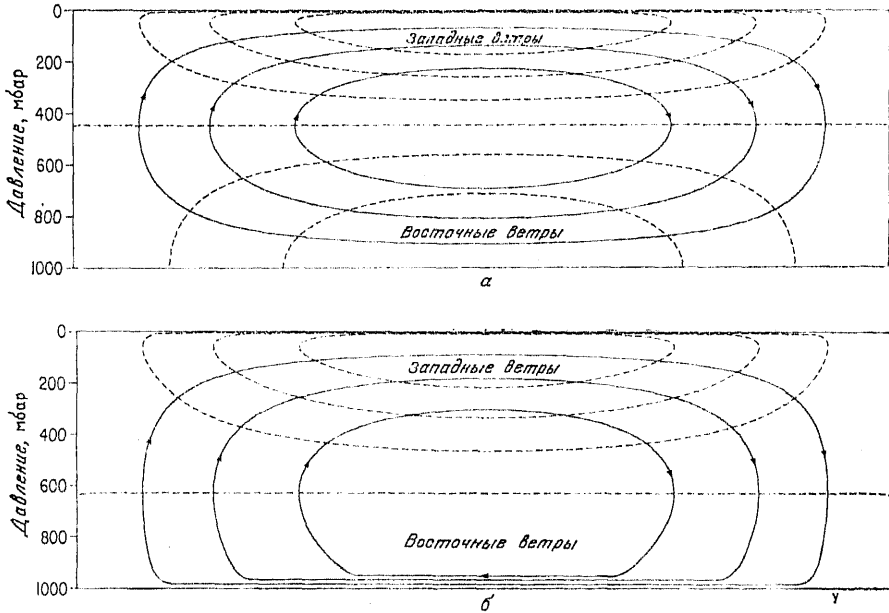 0
200
400
600
800
1000
Давление, мбар
Западные ветры
Восточные ветры
а
0
200
400
600
800
1000
Давление, мбар
Западные ветры
Восточные ветры
б
у